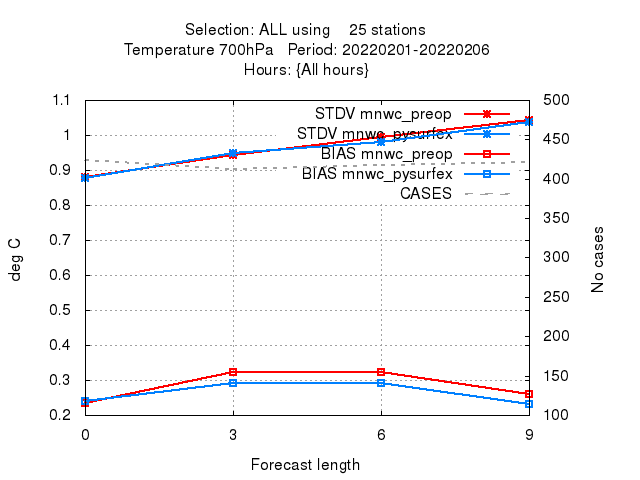 Selection: ALL using    25 stations
Temperature 700hPa   Period: 20220201-20220206
Hours: {All hours}
1.1
1
0.9
0.8
0.7
0.6
0.5
0.4
0.3
0.2
deg C
500
450
400
350
300
250
200
150
100
No cases
STDV mnwc_preop
STDV mnwc_pysurfex
BIAS mnwc_preop
BIAS mnwc_pysurfex
CASES
0 3 6 9
Forecast length